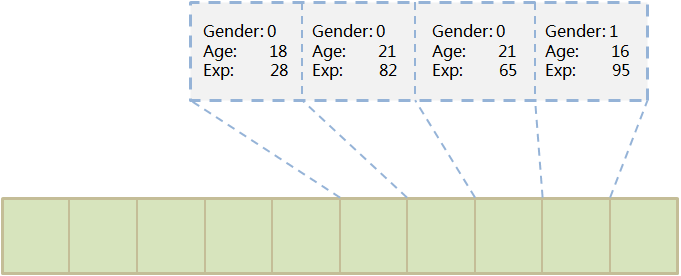 Gender: 0
Age: 18
Exp: 28
Gender: 0
Age: 21
Exp: 82
Gender: 0
Age: 21
Exp: 65
Gender: 1
Age: 16
Exp: 95